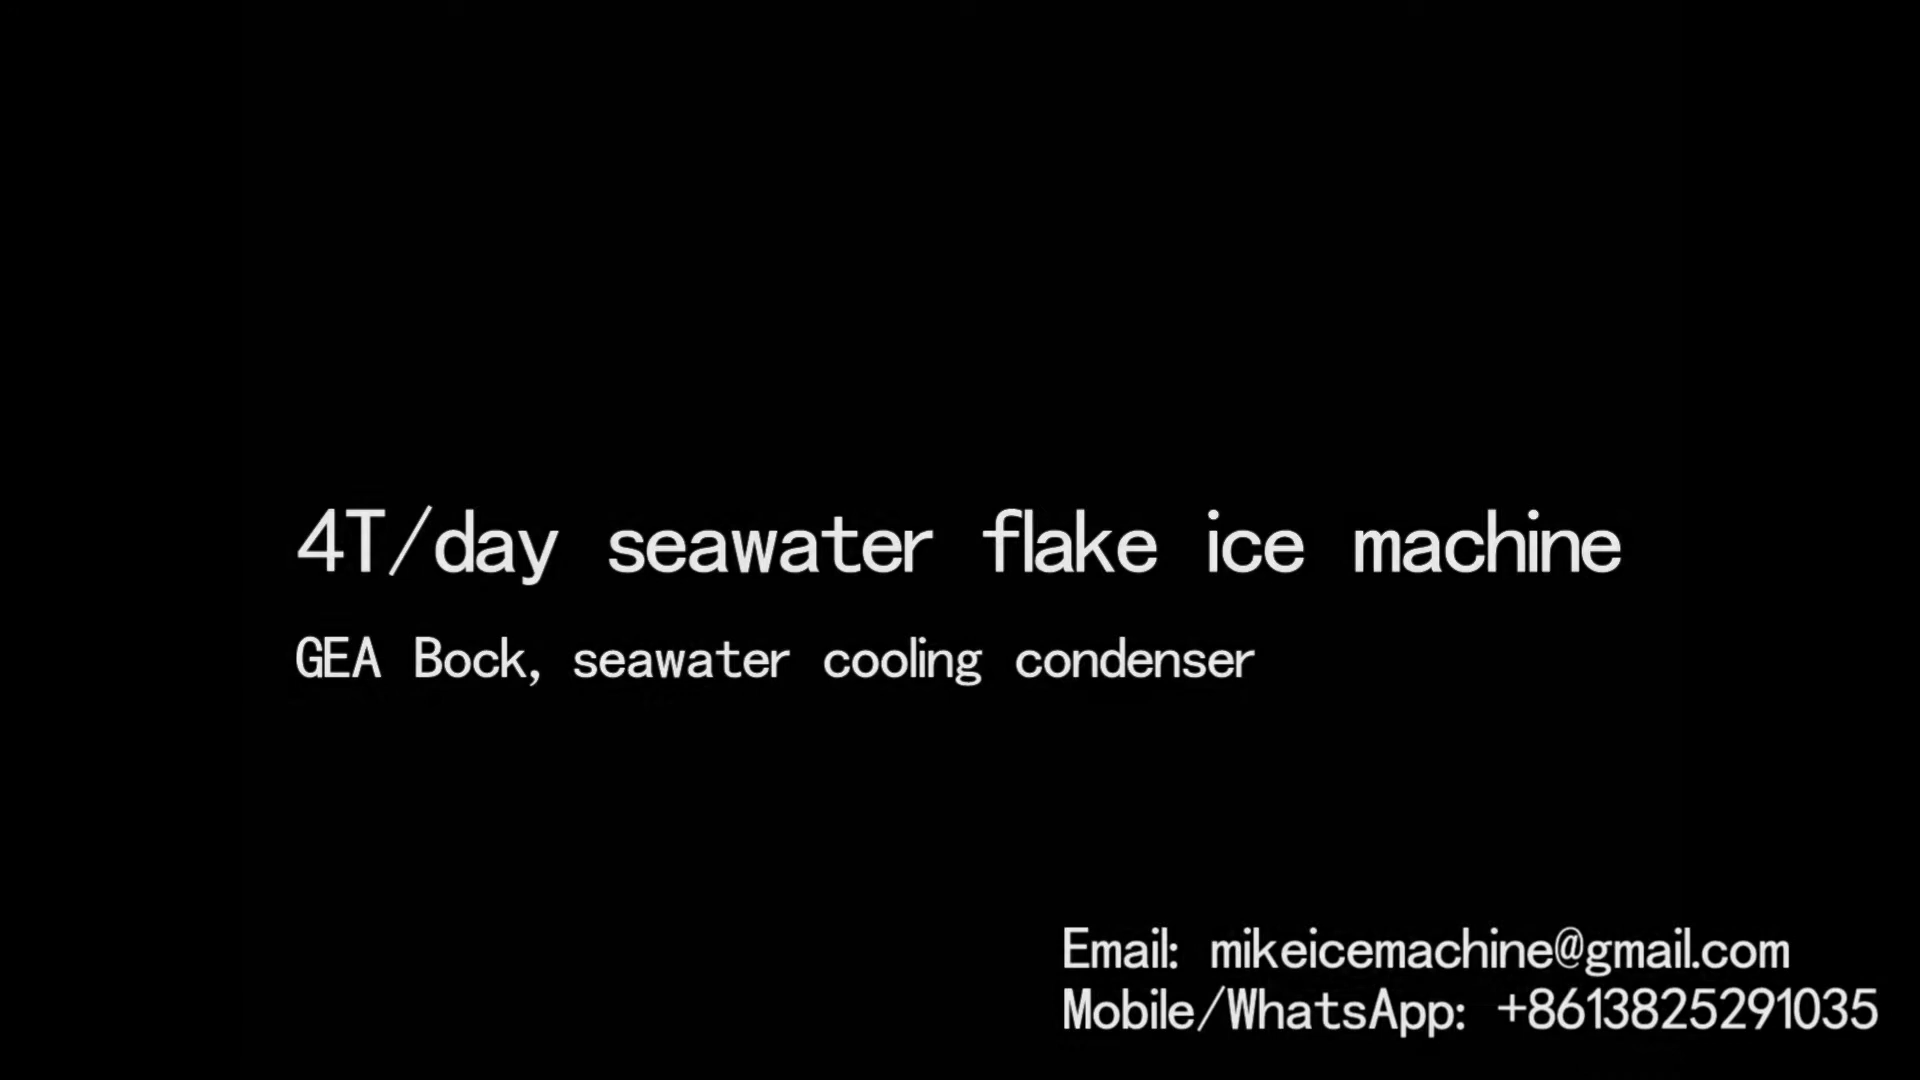 4T/day seawater flake ice machine
GEA Bock, seawater cooling condenser
Email: mikeicemachine@gmail.com
Mobile/WhatsApp: +8613825291035